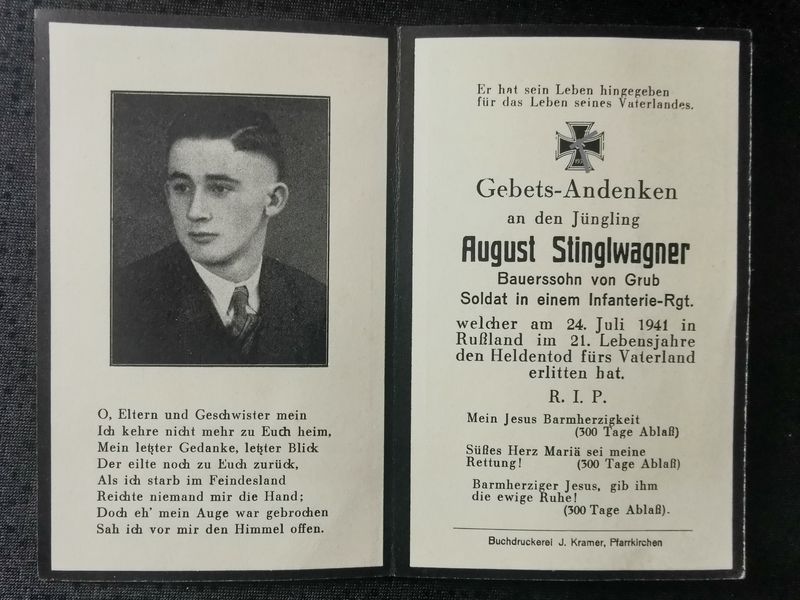 O, Eltern und Geschwister mein
Ich kehre nicht mehr zu Euch heim,
Mein letzter Gedanke, letzter Blick
Der eilte noch zu Euch zurück,
Als ich starb im Feindesland
Reichte niemand mir die Hand;
Doch eh' mein Auge war gebrochen
Sah ich vor mir den Himmel offen.
Er hat sein Leben hingegeben
für das Leben seines Vaterlandes.
Gebets-Andenken
an den Jüngling
August Stinglwagner
Bauerssohn von Grub
Soldat in einem Infanterie-Rgt.
welcher am 24. Juli 1941 in
Rußland im 21. Lebensjahre
den Heldentod fürs Vaterland
erlitten hat.
R. I. P.
Mein Jesus Barmherzigkeit
(300 Tage Ablaß)
Süßes Herz Mariä sei meine
Rettung! (300 Tage Ablaß)
Barmherziger Jesus, gib ihm
die ewige Ruhe!
(300 Tage Ablaß).
Buchdruckerei J. Kramer, Pfarrkirchen